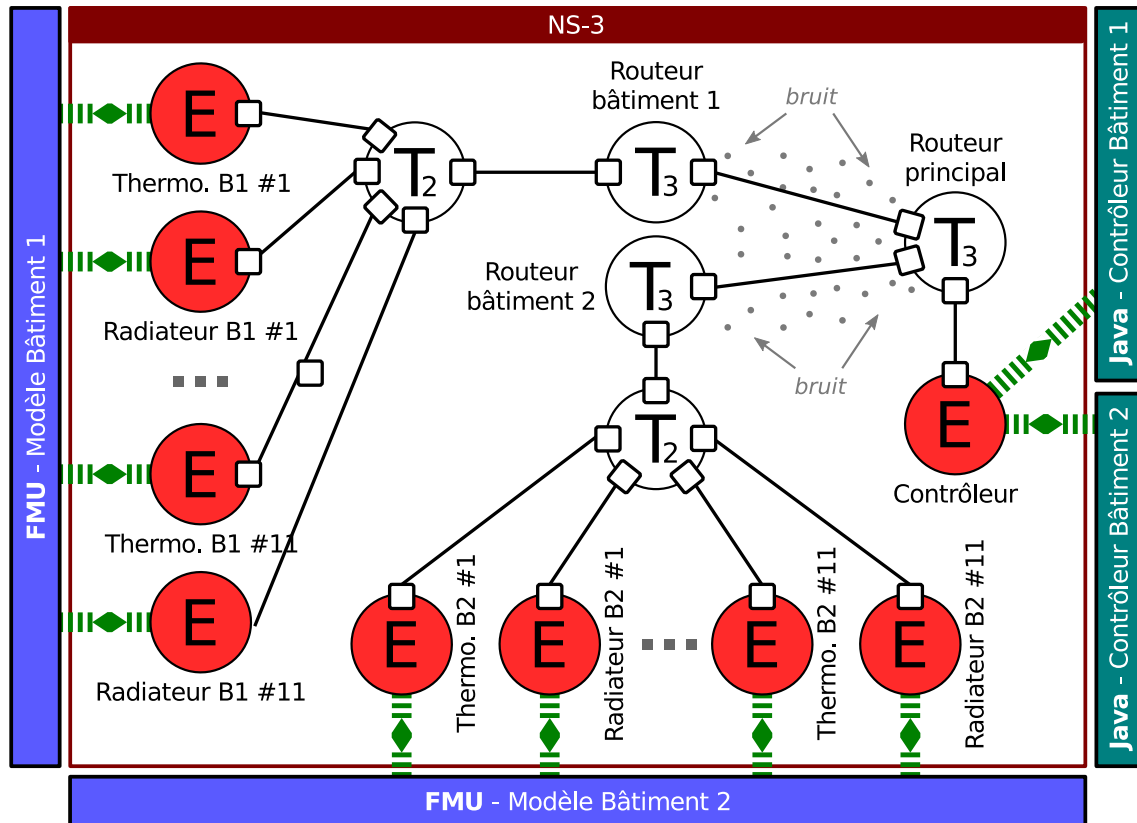 NS-3
FMU - Modèle Bâtiment 1
E
Thermo. B1 #1
E
Radiateur B1 #1
E
Thermo. B1 #11
E
Radiateur B1 #11
T2
Routeur
bâtiment 1
T3
Routeur
bâtiment 2
T3
bruit
bruit
Routeur
principal
T3
E
Contrôleur
T2
E
Thermo. B2 #1
E
Radiateur B2 #1
E
Thermo. B2 #11
E
Radiateur B2 #11
Java - Contrôleur Bâtiment 1
Java - Contrôleur Bâtiment 2
FMU - Modèle Bâtiment 2